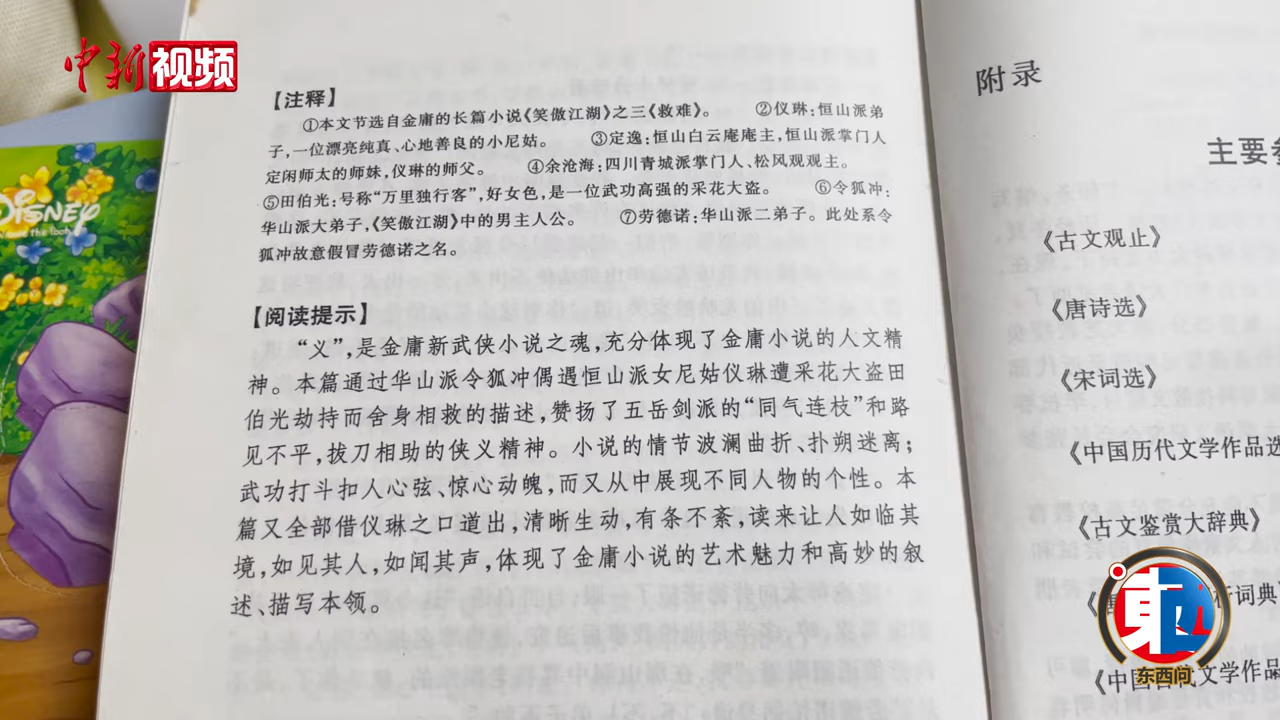 中新视频
DISNEY
【注释】
①本文节选自金庸的长篇小说《笑傲江湖》之三《救难》。 ②仪琳：恒山派弟
子，一位漂亮纯真、心地善良的小尼姑。 ③定逸：恒山白云庵庵主，恒山派掌门人
定闲师太的师妹，仪琳的师父。 ④余沧海：四川青城派掌门人、松风观观主。
⑤田伯光：号称“万里独行客”，好女色，是一位武功高强的采花大盗。 ⑥令狐冲：
华山派大弟子，《笑傲江湖》中的男主人公。 ⑦劳德诺：华山派二弟子。此处系令
狐冲故意假冒劳德诺之名。
【阅读提示】
“义”，是金庸新武侠小说之魂，充分体现了金庸小说的人文精
神。本篇通过华山派令狐冲偶遇恒山派女尼姑仪琳遭采花大盗田
伯光劫持而舍身相救的描述，赞扬了五岳剑派的“同气连枝”和路
见不平，拔刀相助的侠义精神。小说的情节波澜曲折、扑朔迷离；
武功打斗扣人心弦、惊心动魄，而又从中展现不同人物的个性。本
篇又全部借仪琳之口道出，清晰生动，有条不紊，读来让人如临其
境，如见其人，如闻其声，体现了金庸小说的艺术魅力和高妙的叙
述、描写本领。
附录
主要参
《古文观止》
《唐诗选》
《宋词选》
《中国历代文学作品选
《古文鉴赏大辞典》
析词典
《中国古代文学作品
東
东西问